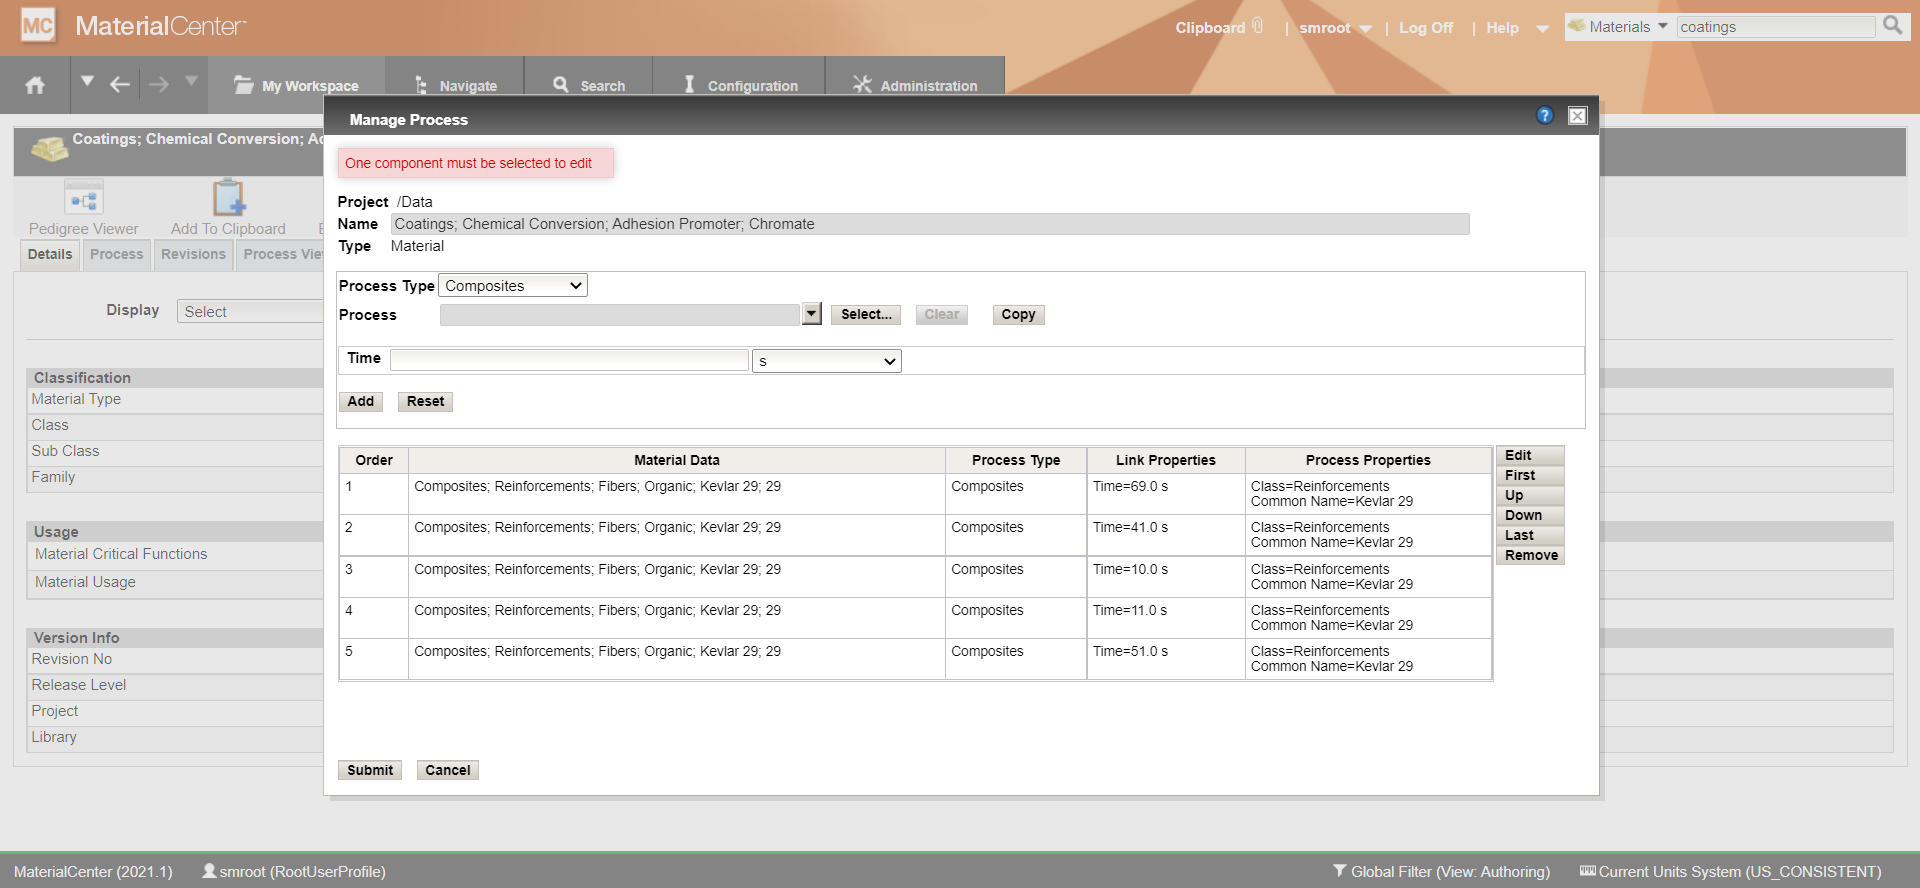 MC MaterialCenter
Clipboard | smroot | Log Off | Help Materials coatings
My Workspace Navigate Search Configuration Administration
Coatings; Chemical Conversion;
Pedigree Viewer Add To Clipboard
Details Process Revisions Process
Display Select
Classification
Material Type
Class
Sub Class
Family
Usage
Material Critical Functions
Material Usage
Version Info
Revision No
Release Level
Project
Library
Manage Process ?
One component must be selected to edit
Project /Data
Name Coatings; Chemical Conversion; Adhesion Promoter; Chromate
Type Material
Process Type Composites
Process Select... Clear Copy
Time s
Add Reset
Order Material Data Process Type Link Properties Process Properties
1 Composites; Reinforcements; Fibers; Organic; Kevlar 29; 29 Composites Time=69.0 s Class=Reinforcements
Common Name=Kevlar 29
2 Composites; Reinforcements; Fibers; Organic; Kevlar 29; 29 Composites Time=41.0 s Class=Reinforcements
Common Name=Kevlar 29
3 Composites; Reinforcements; Fibers; Organic; Kevlar 29; 29 Composites Time=10.0 s Class=Reinforcements
Common Name=Kevlar 29
4 Composites; Reinforcements; Fibers; Organic; Kevlar 29; 29 Composites Time=11.0 s Class=Reinforcements
Common Name=Kevlar 29
5 Composites; Reinforcements; Fibers; Organic; Kevlar 29; 29 Composites Time=51.0 s Class=Reinforcements
Common Name=Kevlar 29
Edit
First
Up
Down
Last
Remove
Submit Cancel
MaterialCenter (2021.1) smroot (RootUserProfile) Global Filter (View: Authoring) Current Units System (US_CONSISTENT)